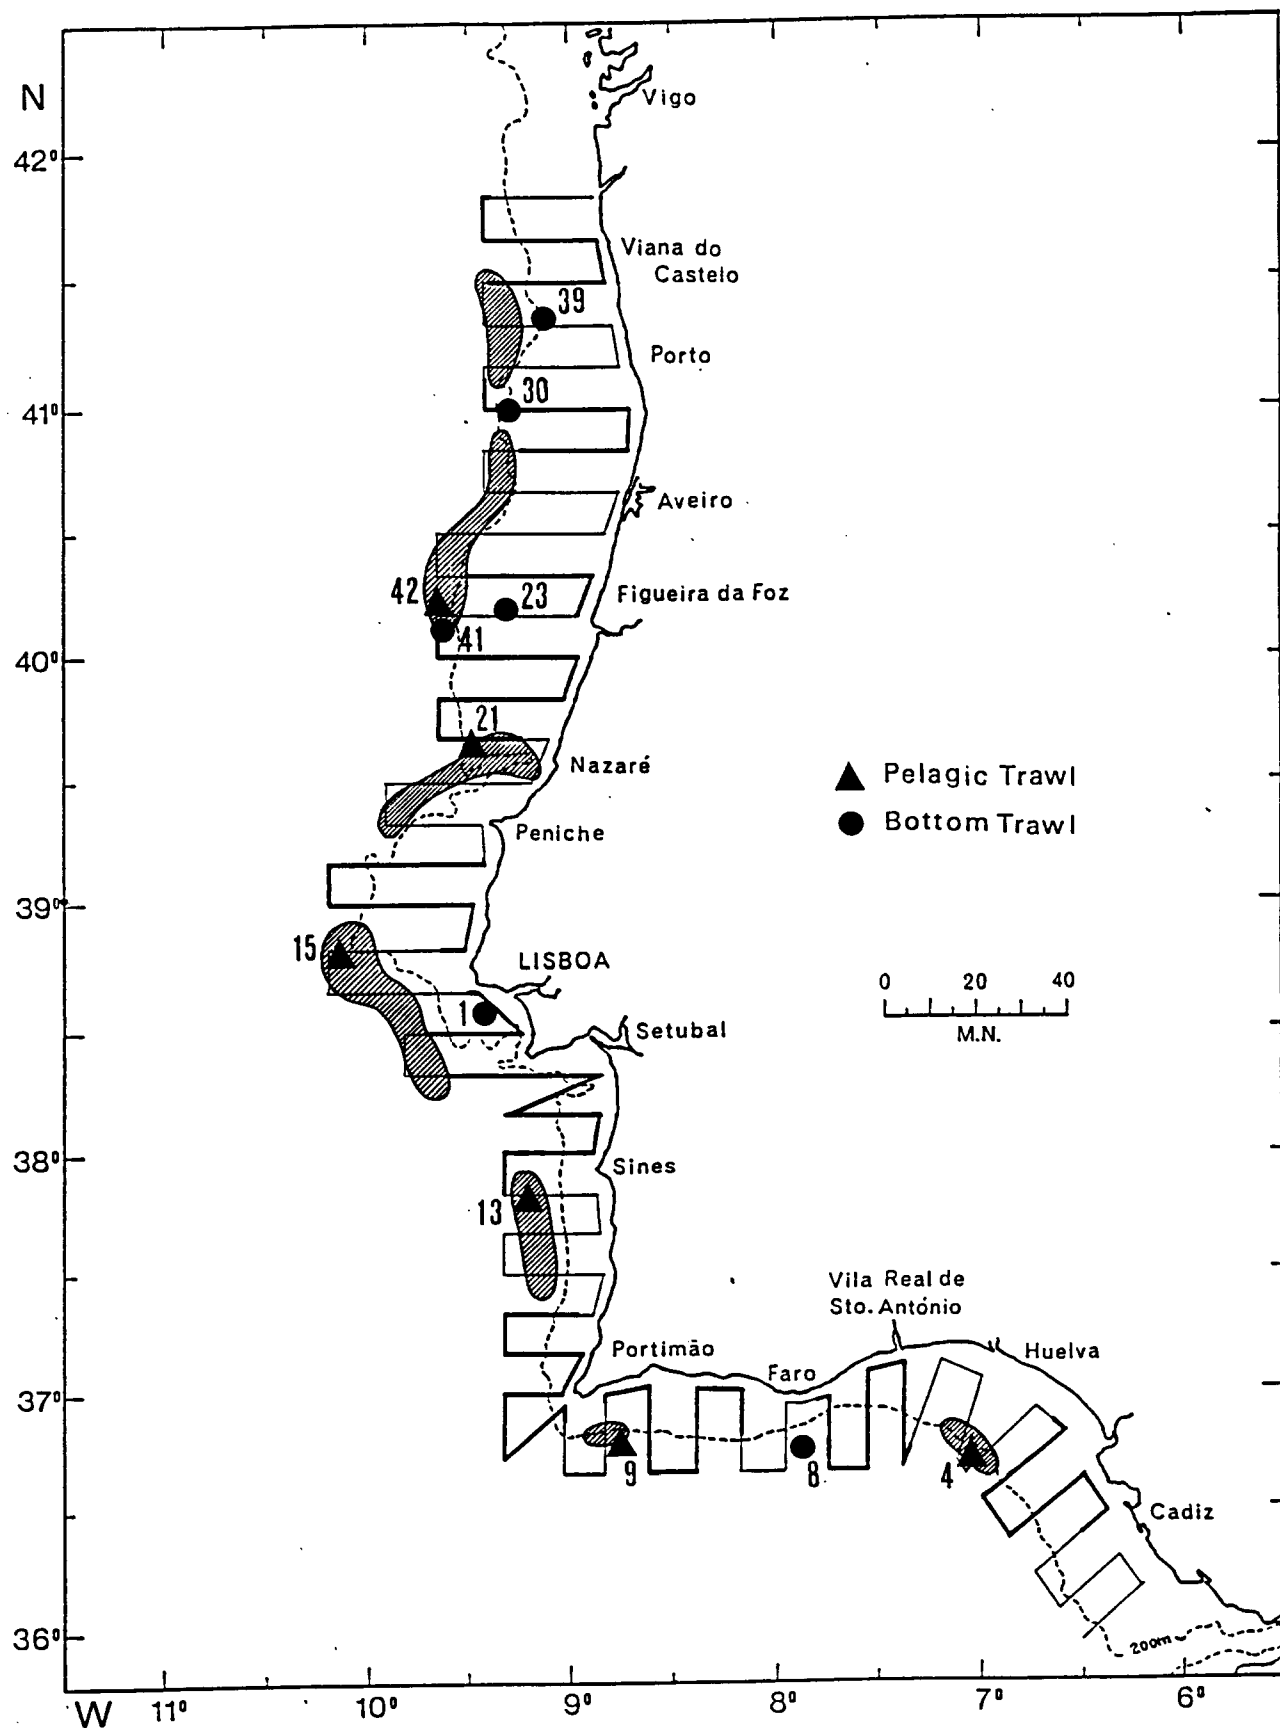 N
Vigo
42°
Viana do
Castelo
39
Porto
30
41°
Aveiro
42
23
Figueira da Foz
41
40°
21
Nazaré
Pelagic Trawl
Bottom Trawl
Peniche
39°
15
LISBOA
0 20 40
M.N.
1
Setubal
38°
Sines
13
Vila Real de
Sto. António
Portimão
Faro
Huelva
37°
9
8
4
Cadiz
36°
200m
W
11° 10° 9° 8° 7° 6°